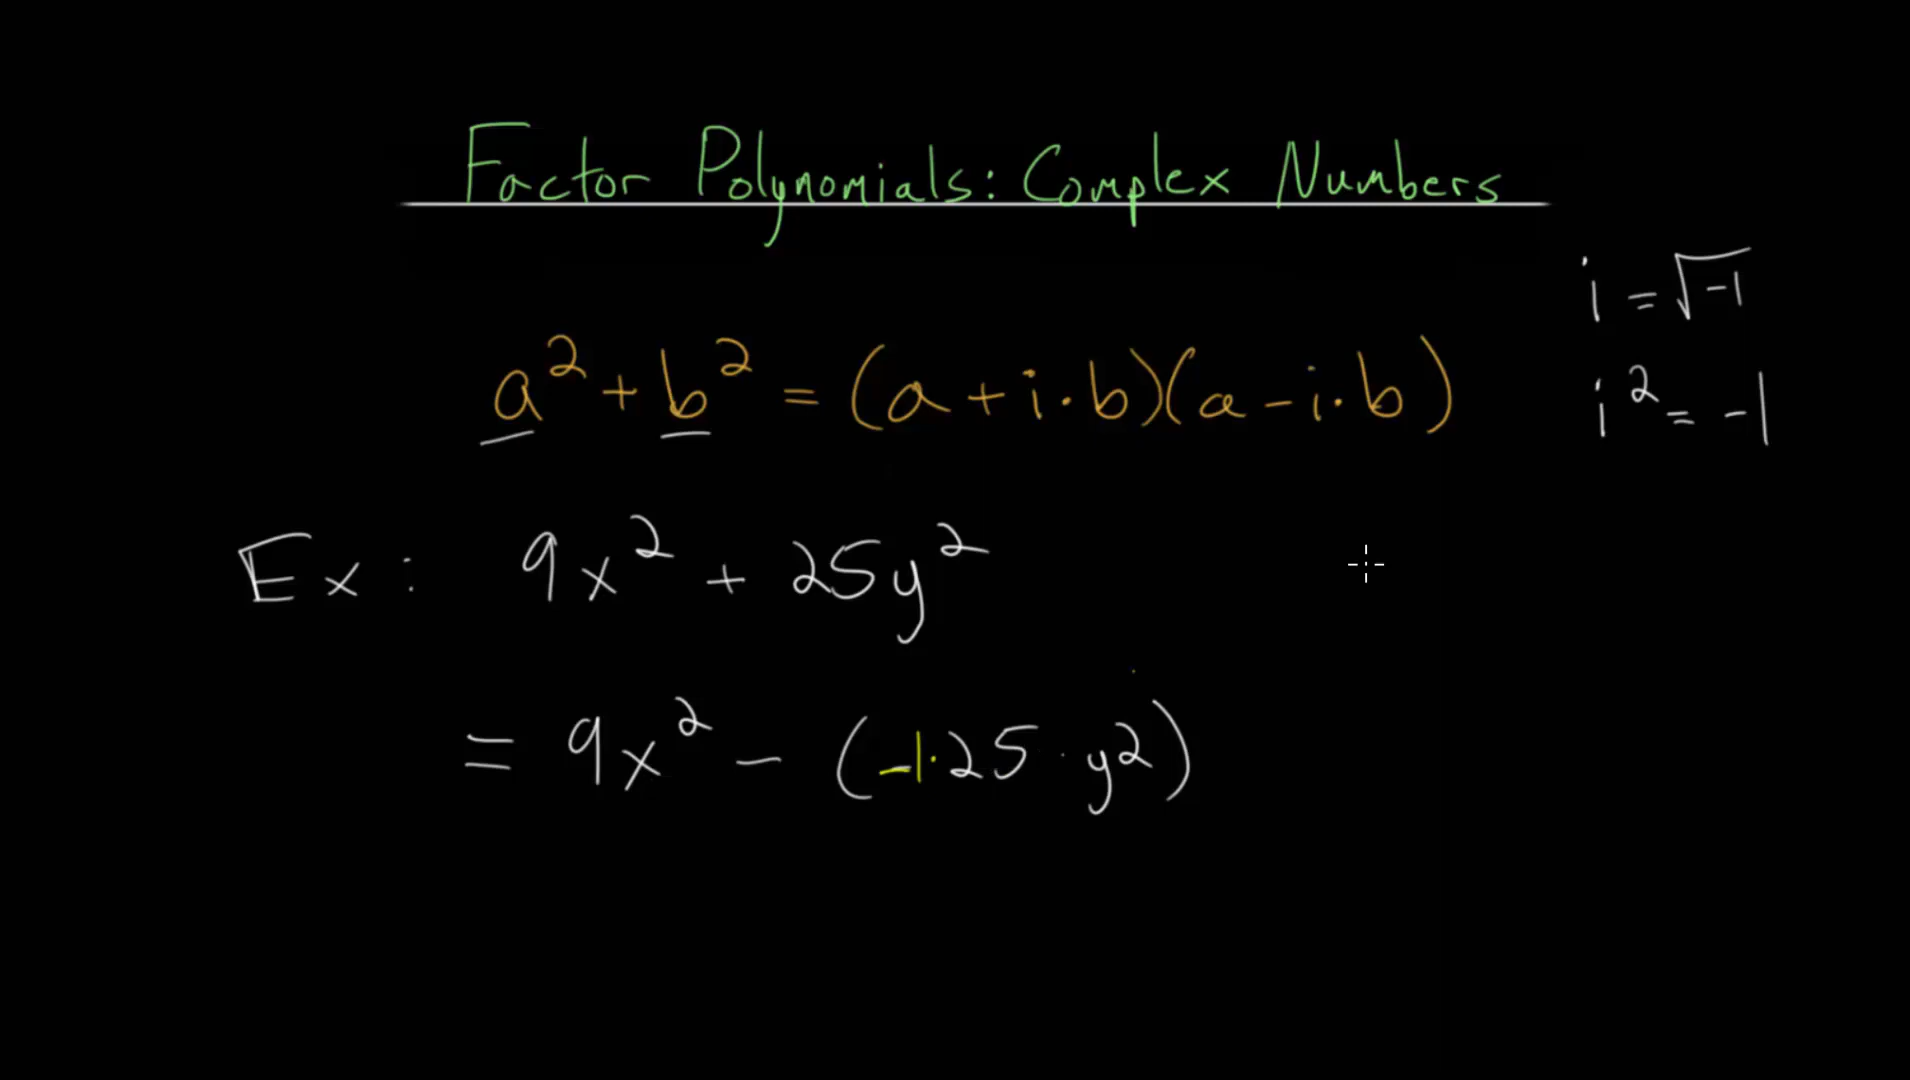 Factor Polynomials: Complex Numbers
i = √-1
a² + b² = (a + i·b)(a - i·b)
i² = -1
Ex: 9x² + 25y²
= 9x² - (-1·25·y²)